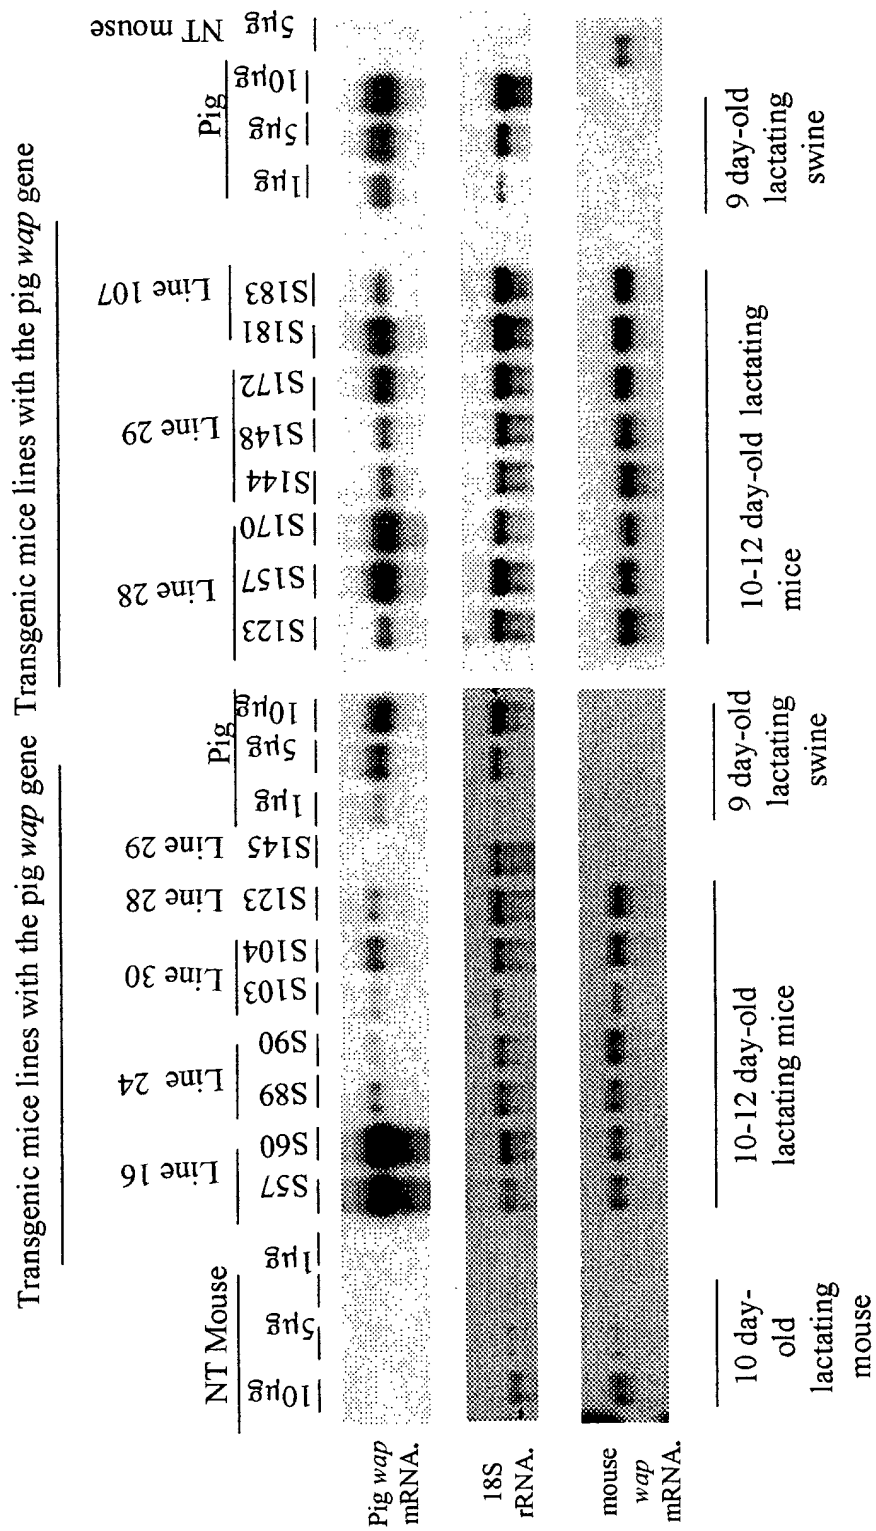 Transgenic mice lines with the pig wap gene
Transgenic mice lines with the pig wap gene
NT Mouse
Line 16
Line 24
Line 30
Line 28
Line 29
Pig
Line 28
Line 29
Line 107
Pig
NT mouse
10µg
5µg
1µg
S57
S60
S89
S90
S103
S104
S123
S145
1µg
5µg
10µg
S123
S157
S170
S144
S148
S172
S181
S183
1µg
5µg
10µg
5µg
Pig wap
mRNA.
18S
rRNA.
mouse
wap
mRNA.
10 day-
old
lactating
mouse
10-12 day-old
lactating mice
9 day-old
lactating
swine
10-12 day-old lactating
mice
9 day-old
lactating
swine